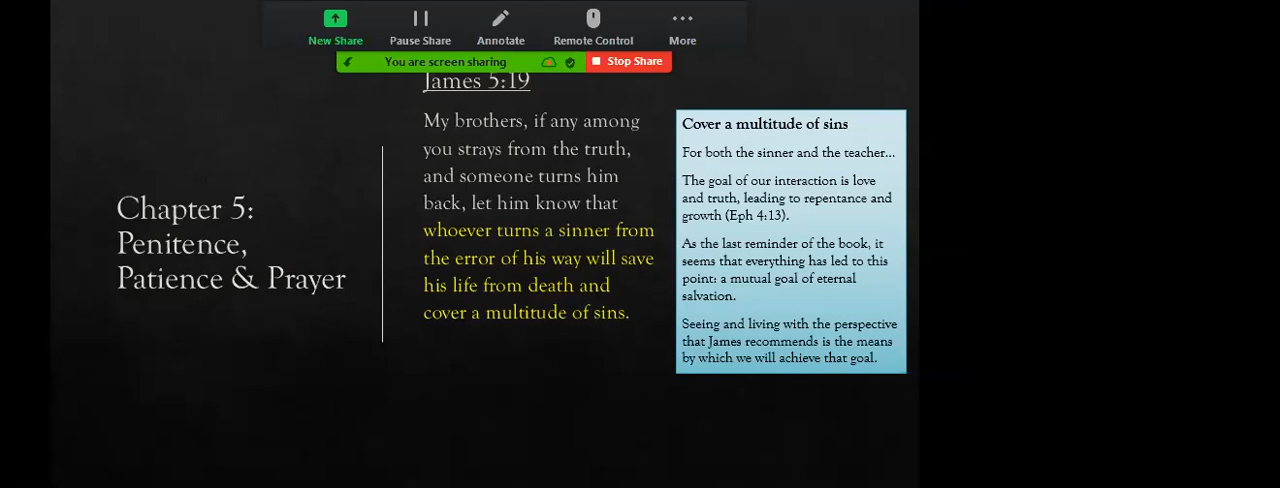 New Share
Pause Share
Annotate
Remote Control
More
You are screen sharing
Stop Share
Chapter 5:
Penitence,
Patience & Prayer
James 5:19
My brothers, if any among
you strays from the truth,
and someone turns him
back, let him know that
whoever turns a sinner from
the error of his way will save
his life from death and
cover a multitude of sins.
Cover a multitude of sins
For both the sinner and the teacher...
The goal of our interaction is love
and truth, leading to repentance and
growth (Eph 4:13).
As the last reminder of the book, it
seems that everything has led to this
point: a mutual goal of eternal
salvation.
Seeing and living with the perspective
that James recommends is the means
by which we will achieve that goal.